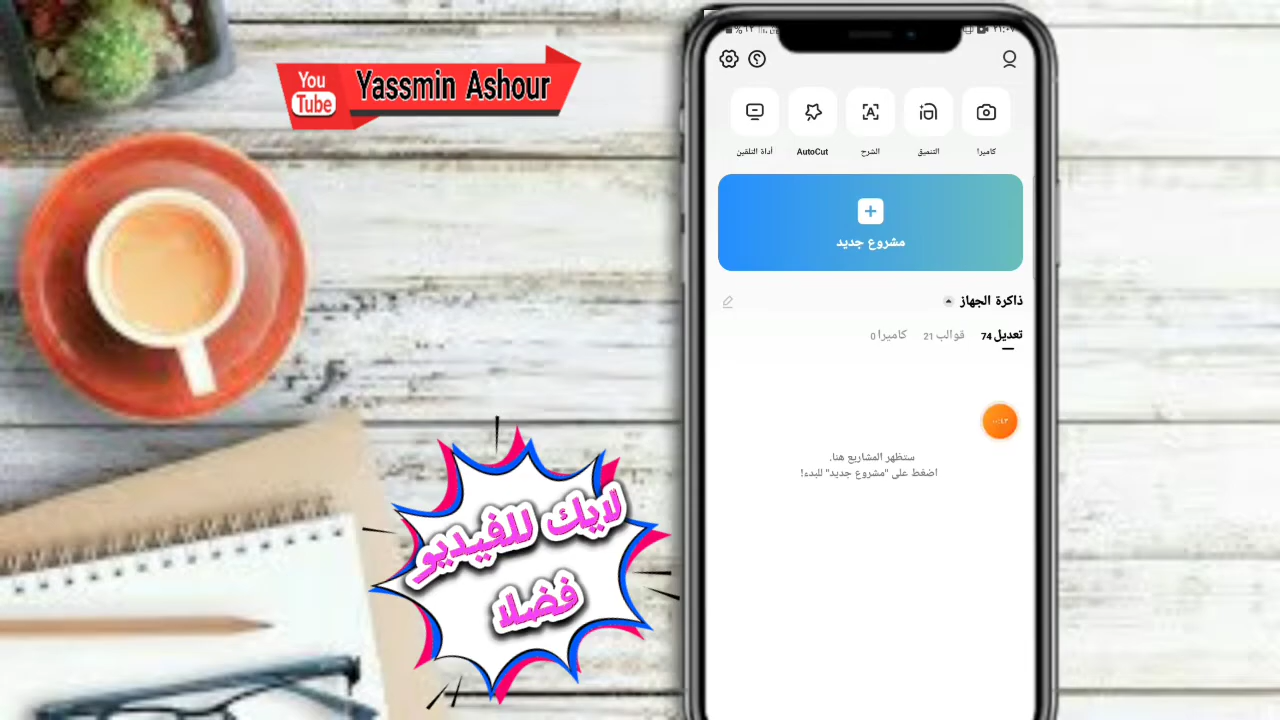 You
Tube
Yassmin Ashour
كاميرا
التنميق
الشرح
AutoCut
أداة التلقين
مشروع جديد
ذاكرة الجهاز
تعديل 74
قوالب 21
كاميرا 0
ستظهر المشاريع هنا.
اضغط على "مشروع جديد" للبدء!
لايك للفيديو
فضلا